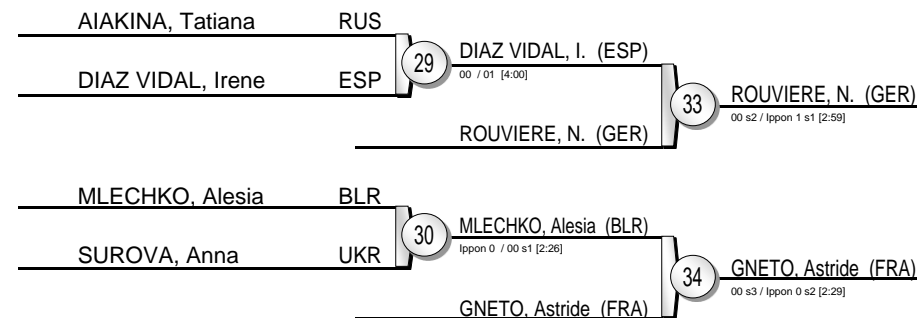 AIAKINA, Tatiana RUS
29
DIAZ VIDAL, I. (ESP)
00 / 01 [4:00]
DIAZ VIDAL, Irene ESP
33
ROUVIERE, N. (GER)
00 s2 / Ippon 1 s1 [2:59]
ROUVIERE, N. (GER)
MLECHKO, Alesia BLR
30
MLECHKO, Alesia (BLR)
Ippon 0 / 00 s1 [2:26]
SUROVA, Anna UKR
34
GNETO, Astride (FRA)
00 s3 / Ippon 0 s2 [2:29]
GNETO, Astride (FRA)